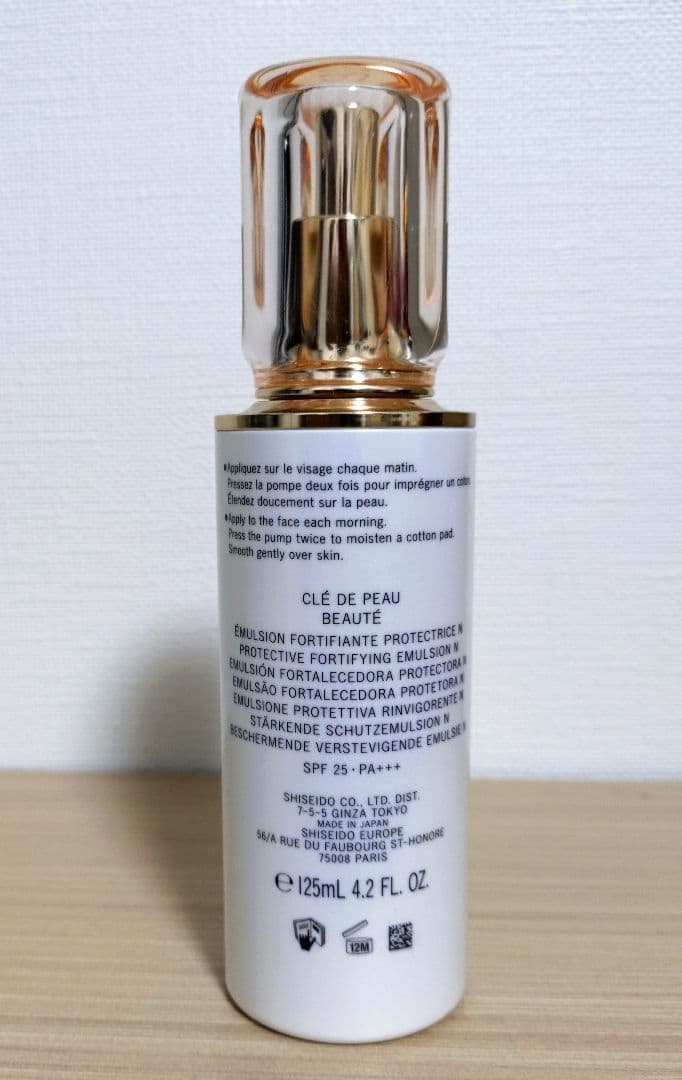 ●Appliquez sur le visage chaque matin.
Pressez la pompe deux fois pour imprégner un coton.
Étendez doucement sur la peau.
●Apply to the face each morning.
Press the pump twice to moisten a cotton pad.
Smooth gently over skin.
CLÉ DE PEAU
BEAUTÉ
ÉMULSION FORTIFIANTE PROTECTRICE N
PROTECTIVE FORTIFYING EMULSION N
EMULSIÓN FORTALECEDORA PROTECTORA N
EMULSÃO FORTALECEDORA PROTETORA N
EMULSIONE PROTETTIVA RINVIGORENTE N
STÄRKENDE SCHUTZEMULSION N
BESCHERMENDE VERSTEVIGENDE EMULSIE N
SPF 25・PA+++
SHISEIDO CO., LTD. DIST.
7-5-5 GINZA TOKYO
MADE IN JAPAN
SHISEIDO EUROPE
56/A RUE DU FAUBOURG ST-HONORE
75008 PARIS
℮125mL 4.2 FL. OZ.
12M